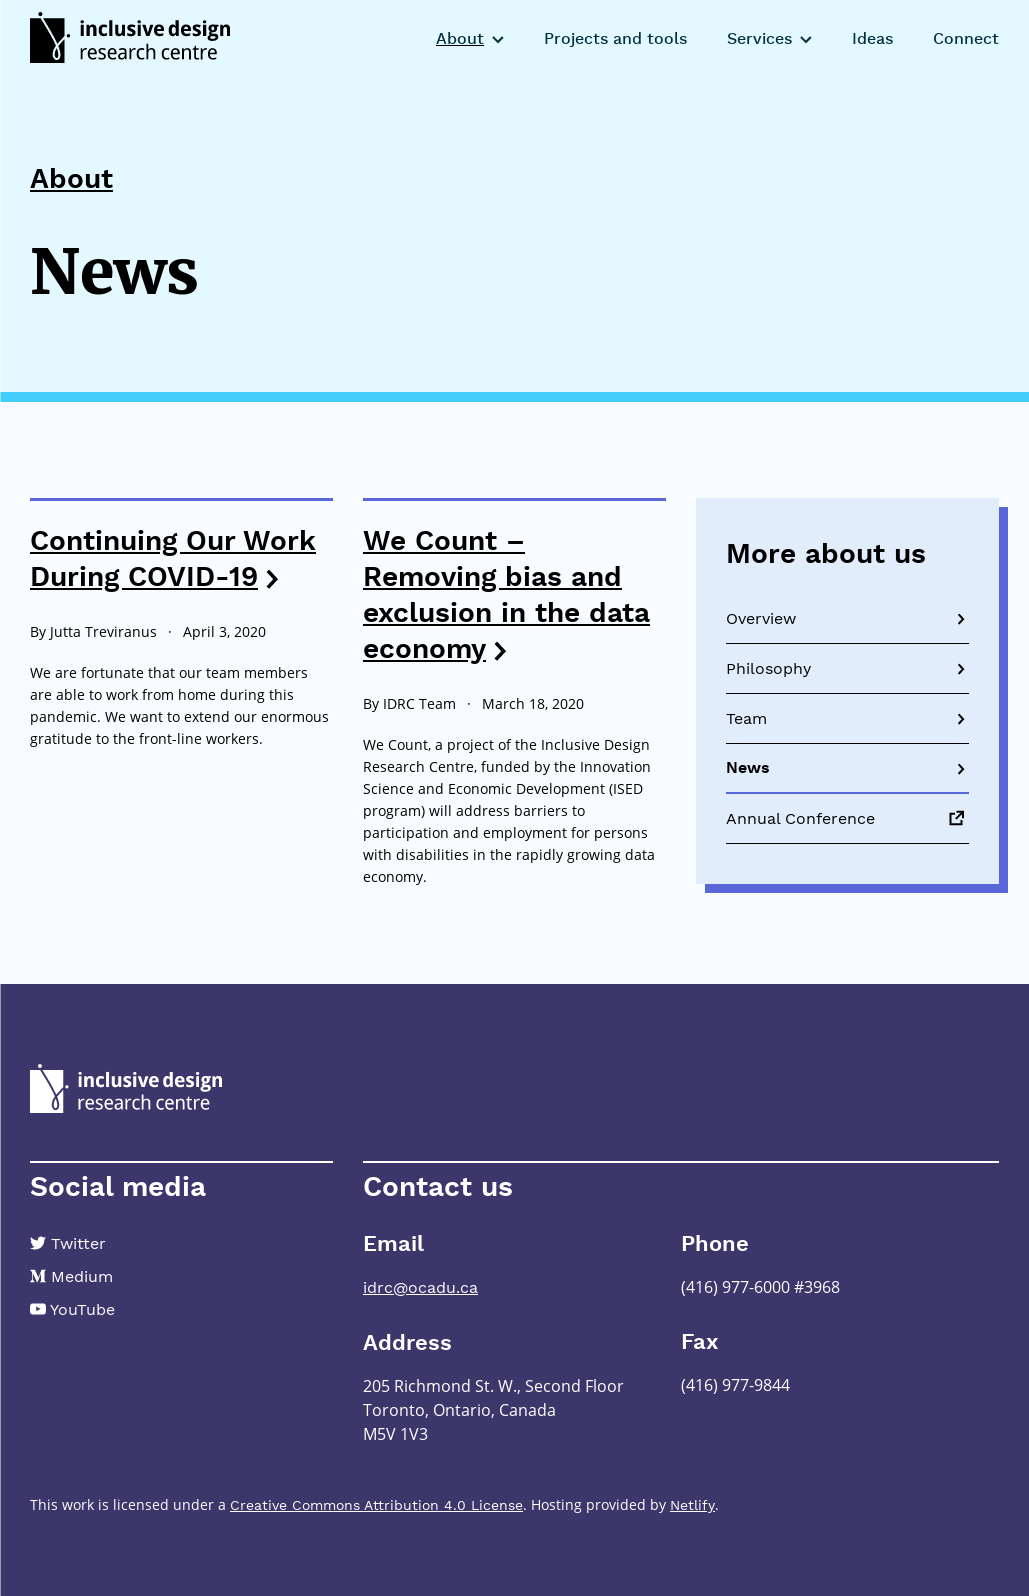 inclusive design
research centre
About
Projects and tools
Services
Ideas
Connect
About
News
Continuing Our Work
During COVID-19
By Jutta Treviranus · April 3, 2020
We are fortunate that our team members
are able to work from home during this
pandemic. We want to extend our enormous
gratitude to the front-line workers.
We Count –
Removing bias and
exclusion in the data
economy
By IDRC Team · March 18, 2020
We Count, a project of the Inclusive Design
Research Centre, funded by the Innovation
Science and Economic Development (ISED
program) will address barriers to
participation and employment for persons
with disabilities in the rapidly growing data
economy.
More about us
Overview
Philosophy
Team
News
Annual Conference
inclusive design
research centre
Social media
Twitter
Medium
YouTube
Contact us
Email
idrc@ocadu.ca
Address
205 Richmond St. W., Second Floor
Toronto, Ontario, Canada
M5V 1V3
Phone
(416) 977-6000 #3968
Fax
(416) 977-9844
This work is licensed under a Creative Commons Attribution 4.0 License. Hosting provided by Netlify.